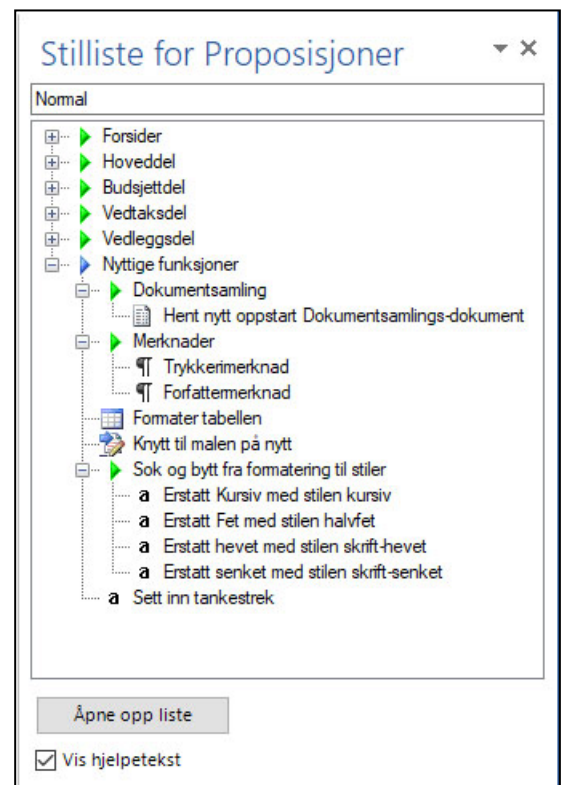 Stilliste for Proposisjoner
Normal
Forsider
Hoveddel
Budsjettdel
Vedtaksdel
Vedleggsdel
Nyttige funksjoner
Dokumentsamling
Hent nytt oppstart Dokumentsamlings-dokument
Merknader
¶ Trykkerimerknad
¶ Forfattermerknad
Formater tabellen
Knytt til malen på nytt
Sok og bytt fra formatering til stiler
a Erstatt Kursiv med stilen kursiv
a Erstatt Fet med stilen halvfet
a Erstatt hevet med stilen skrift-hevet
a Erstatt senket med stilen skrift-senket
a Sett inn tankestrek
Åpne opp liste
Vis hjelpetekst